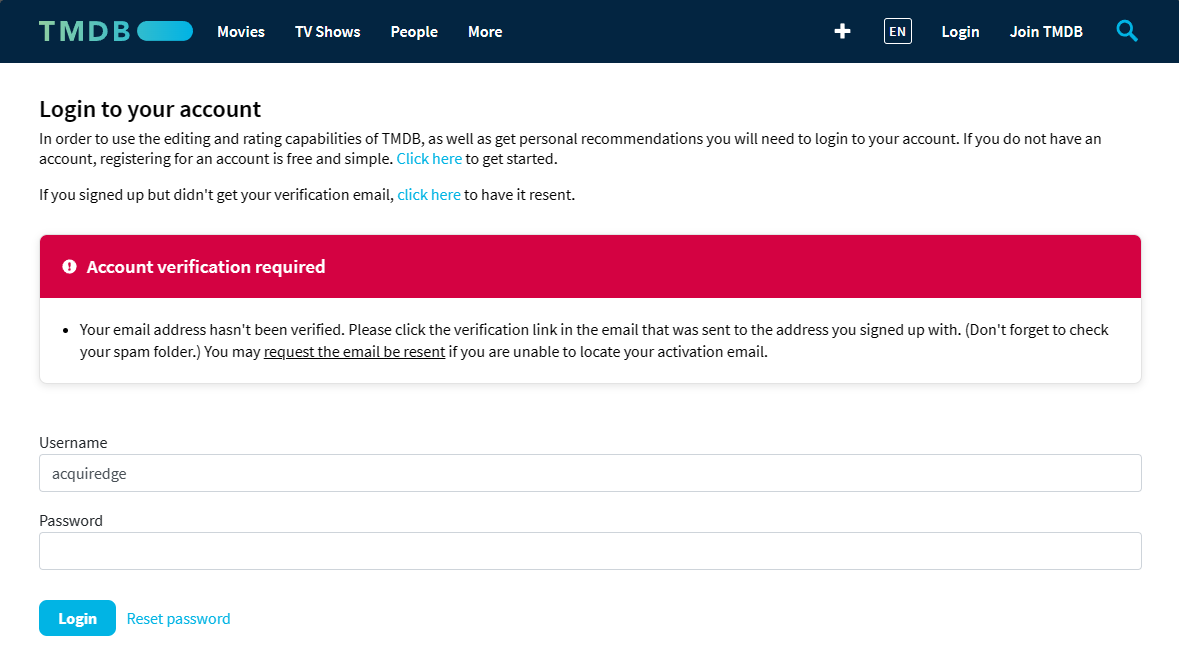 TMDB Movies TV Shows People More EN Login Join TMDB
Login to your account
In order to use the editing and rating capabilities of TMDB, as well as get personal recommendations you will need to login to your account. If you do not have an
account, registering for an account is free and simple. Click here to get started.
If you signed up but didn't get your verification email, click here to have it resent.
Account verification required
Your email address hasn't been verified. Please click the verification link in the email that was sent to the address you signed up with. (Don't forget to check
your spam folder.) You may request the email be resent if you are unable to locate your activation email.
Username
acquiredge
Password
Login Reset password